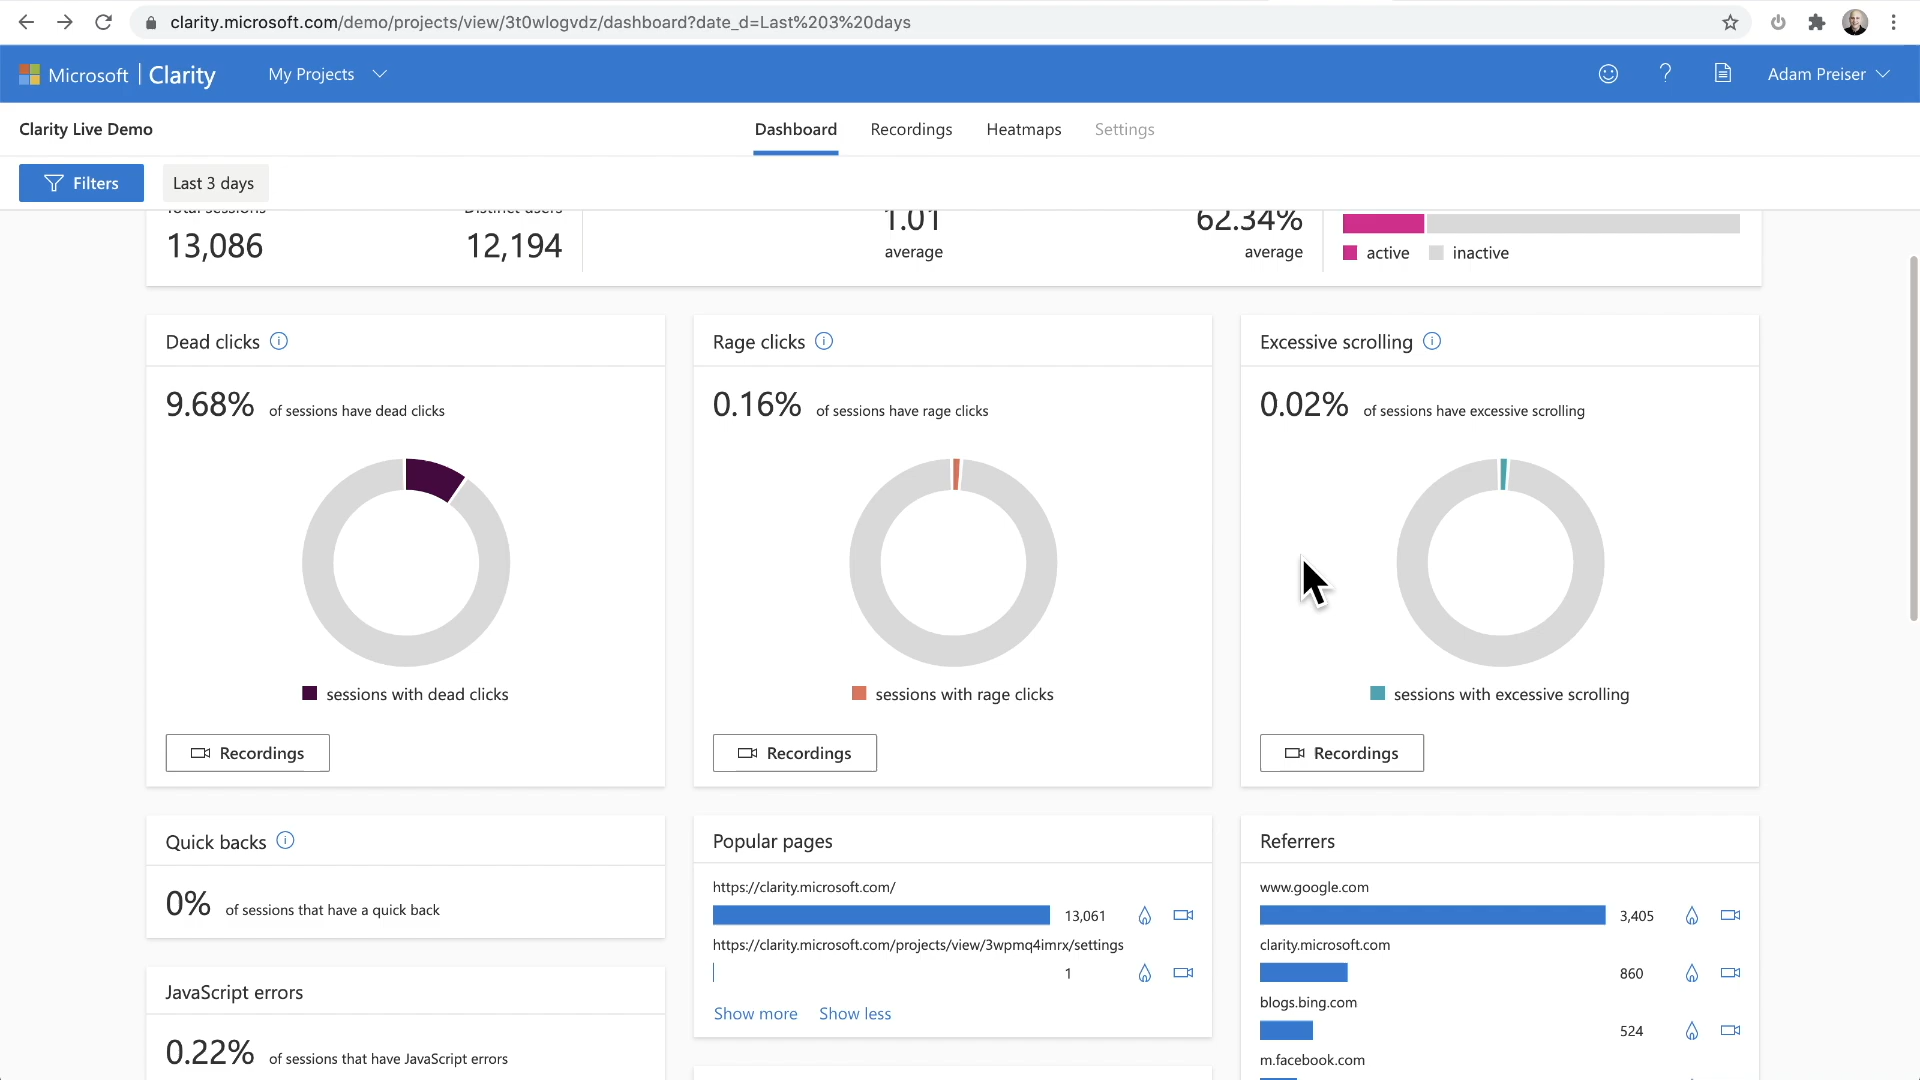 clarity.microsoft.com/demo/projects/view/3t0wlogvdz/dashboard?date_d=Last%203%20days
Microsoft | Clarity My Projects Adam Preiser
Clarity Live Demo Dashboard Recordings Heatmaps Settings
Filters Last 3 days
Total sessions Distinct users
13,086 12,194 1.01 62.34%
average average active inactive
Dead clicks Rage clicks Excessive scrolling
9.68% of sessions have dead clicks 0.16% of sessions have rage clicks 0.02% of sessions have excessive scrolling
sessions with dead clicks sessions with rage clicks sessions with excessive scrolling
Recordings Recordings Recordings
Quick backs
0% of sessions that have a quick back
JavaScript errors
0.22% of sessions that have JavaScript errors
Popular pages
https://clarity.microsoft.com/
13,061
https://clarity.microsoft.com/projects/view/3wpmq4imrx/settings
1
Show more Show less
Referrers
www.google.com
3,405
clarity.microsoft.com
860
blogs.bing.com
524
m.facebook.com